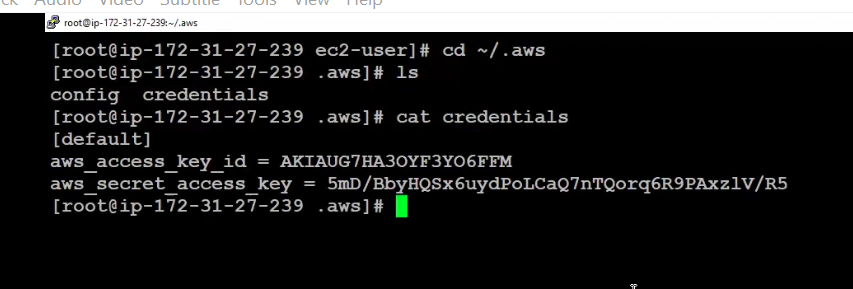 Audio Video Subtitle Tools View Help
root@ip-172-31-27-239:~/.aws
[root@ip-172-31-27-239 ec2-user]# cd ~/.aws
[root@ip-172-31-27-239 .aws]# ls
config credentials
[root@ip-172-31-27-239 .aws]# cat credentials
[default]
aws_access_key_id = AKIAUG7HA3OYF3YO6FFM
aws_secret_access_key = 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
[root@ip-172-31-27-239 .aws]#